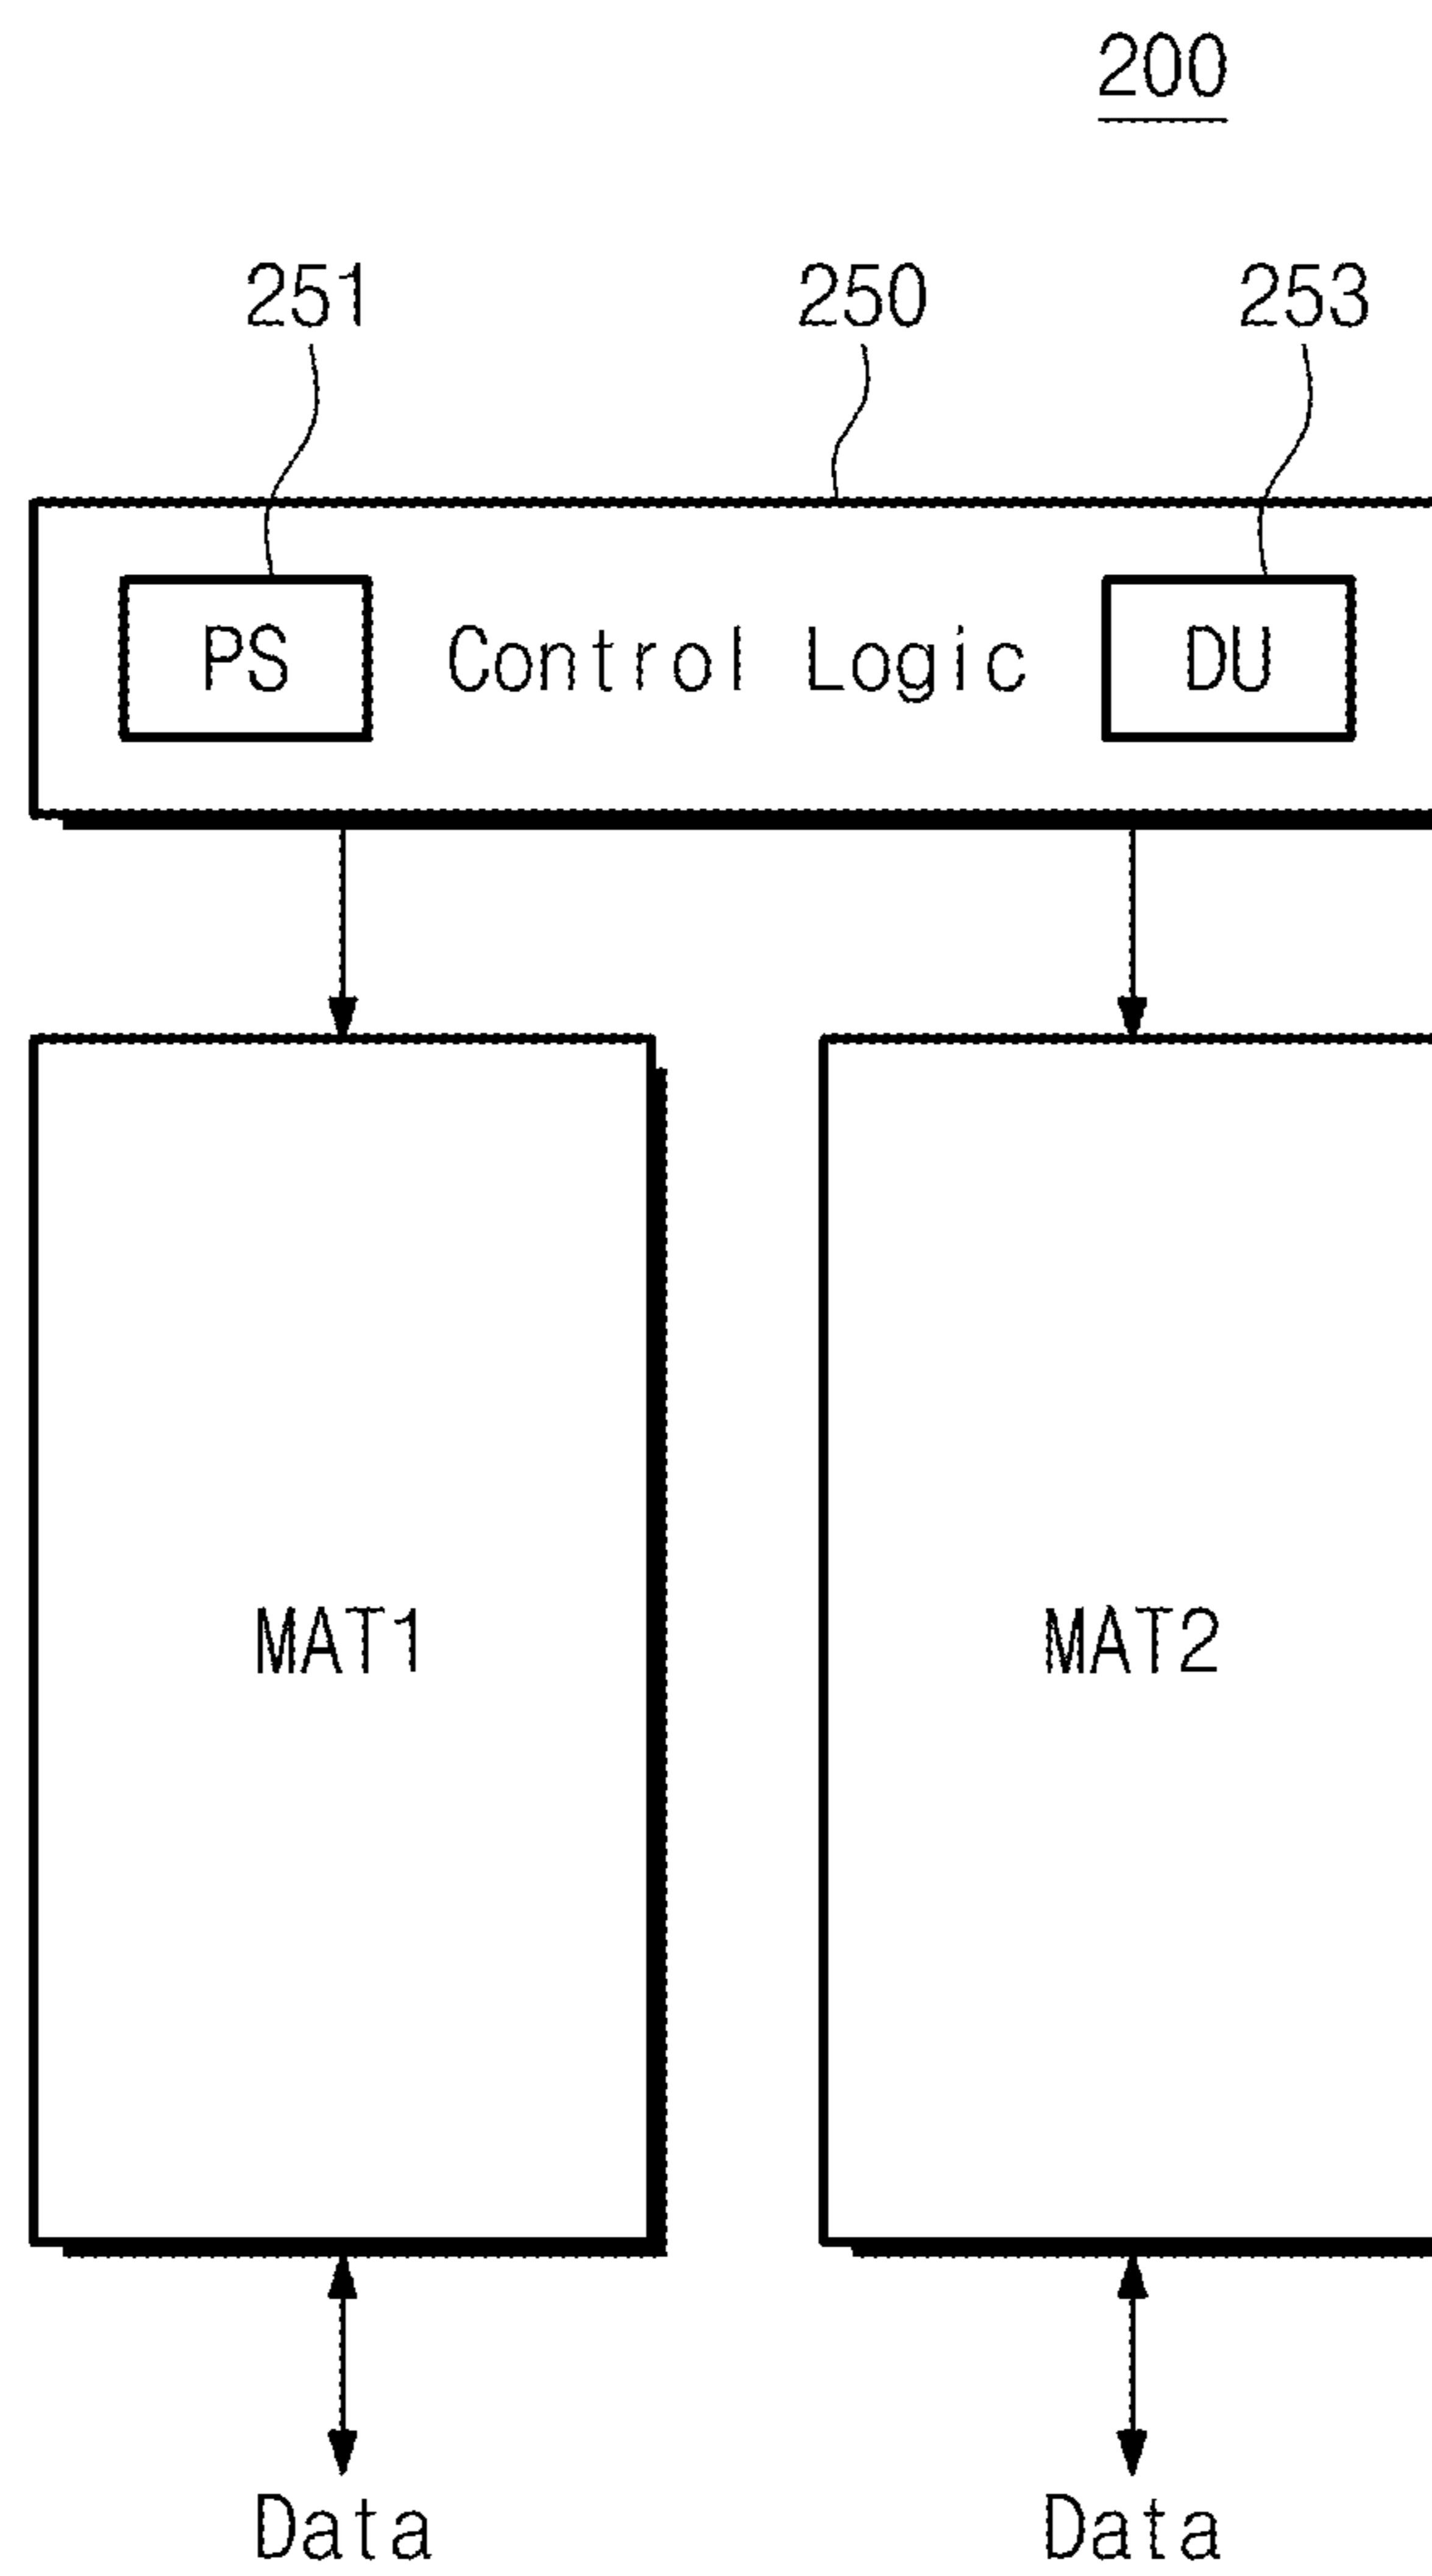 200
251 250 253
PS Control Logic DU
MAT1 MAT2
Data Data